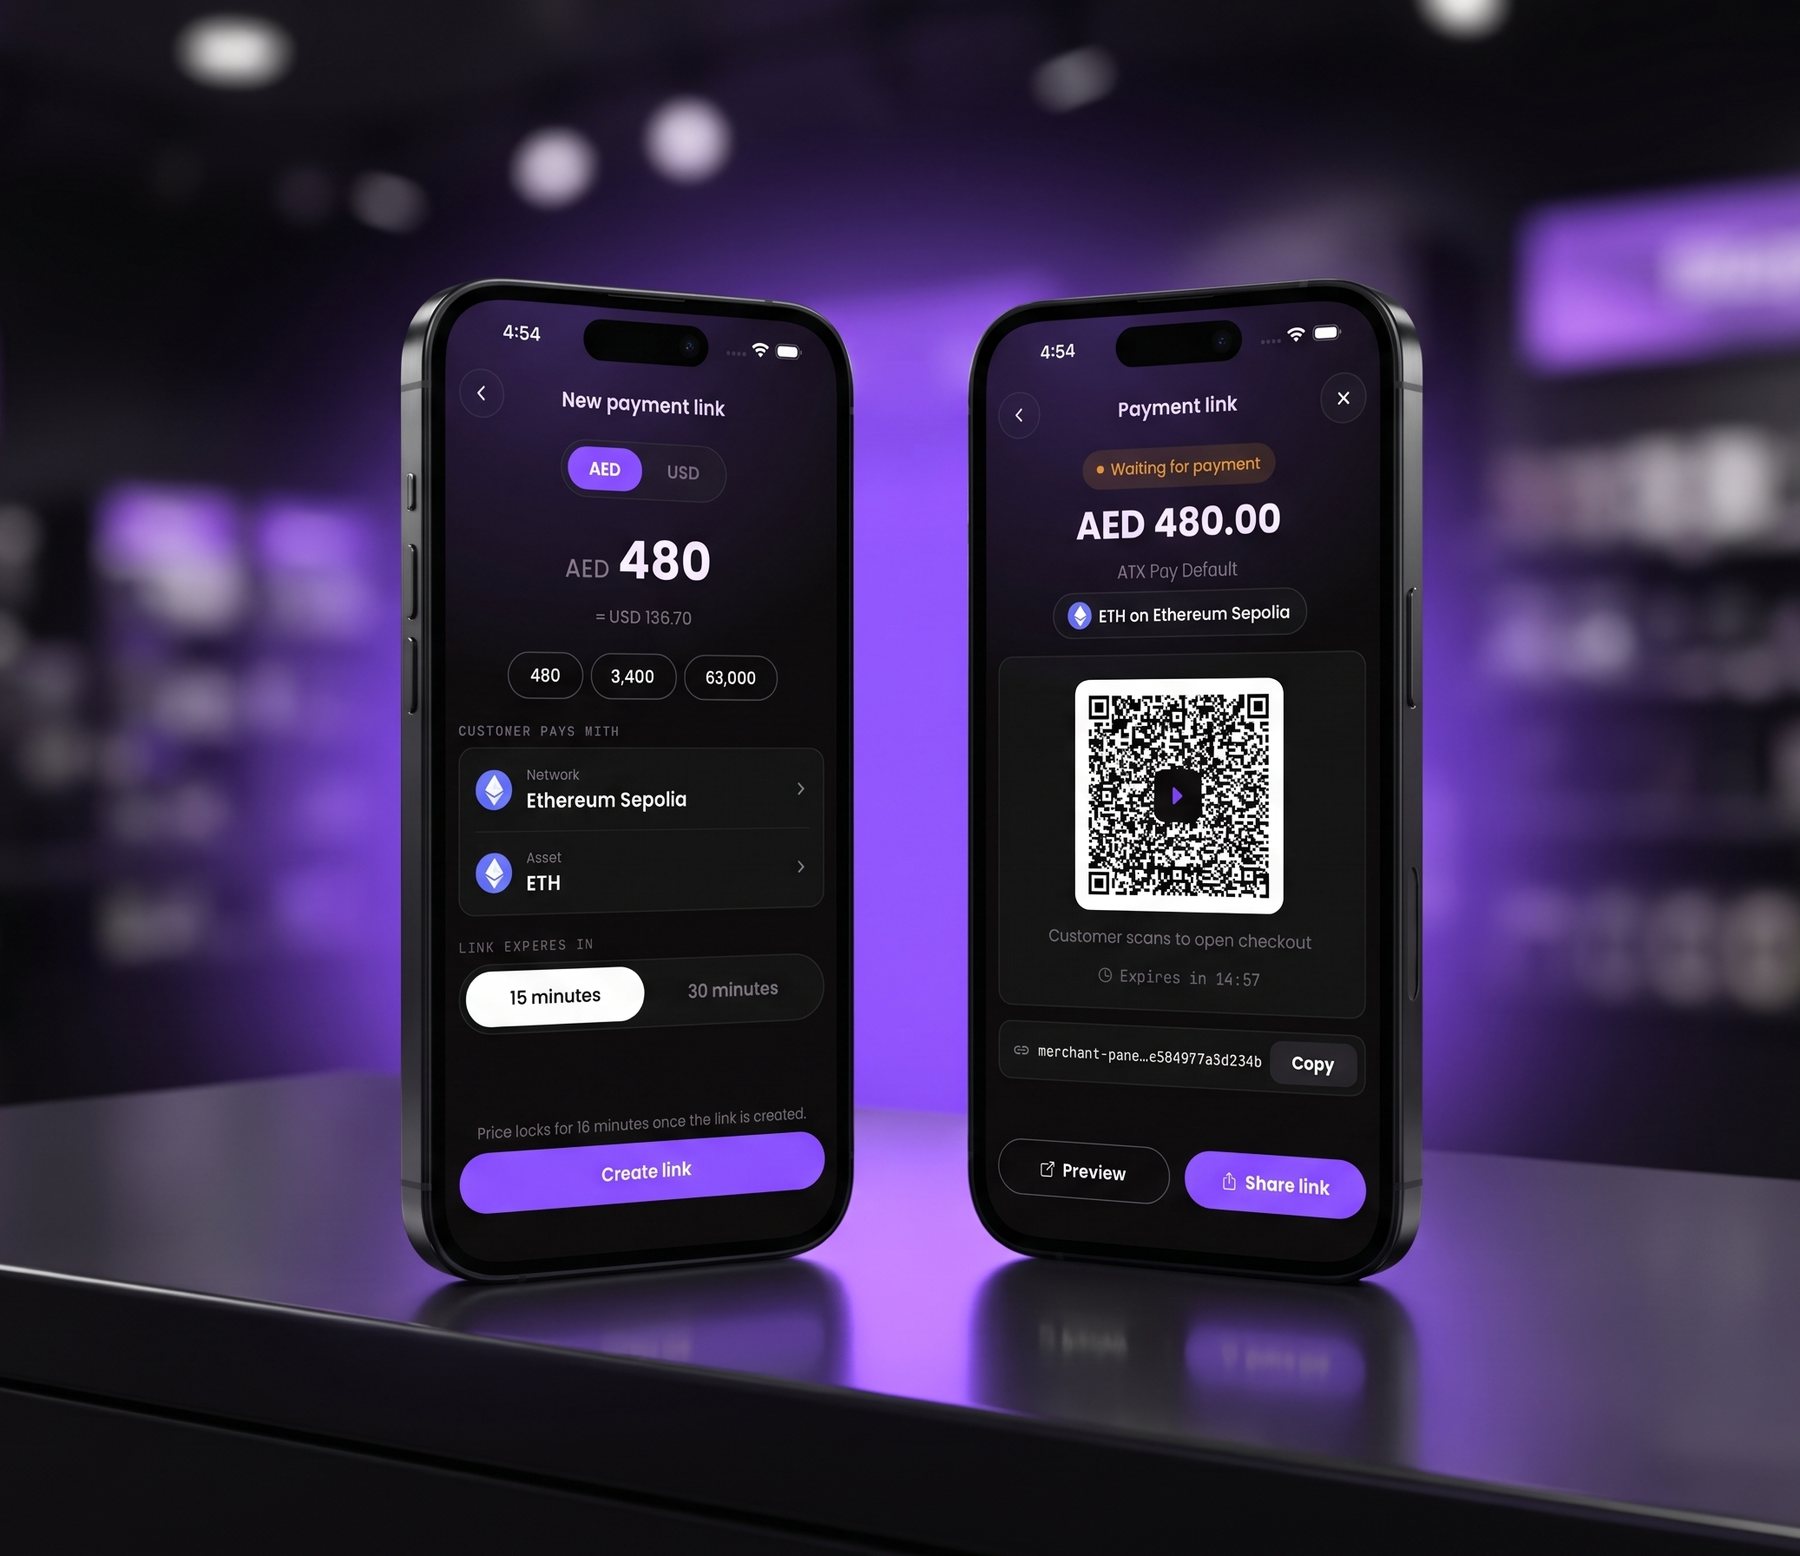 4:54
New payment link
AED USD
AED 480
= USD 136.70
480 3,400 63,000
CUSTOMER PAYS MITH
Network
Ethereum Sepolia
Asset
ETH
LINK EXPERES IN
15 minutes 30 minutes
Price locks for 16 minutes once the link is created.
Create link
4:54
Payment link
Waiting for payment
AED 480.00
ATX Pay Default
ETH on Ethereum Sepolia
Customer scans to open checkout
Expires in 14:57
merchant-pane…e584977a3d234b Copy
Preview Share link